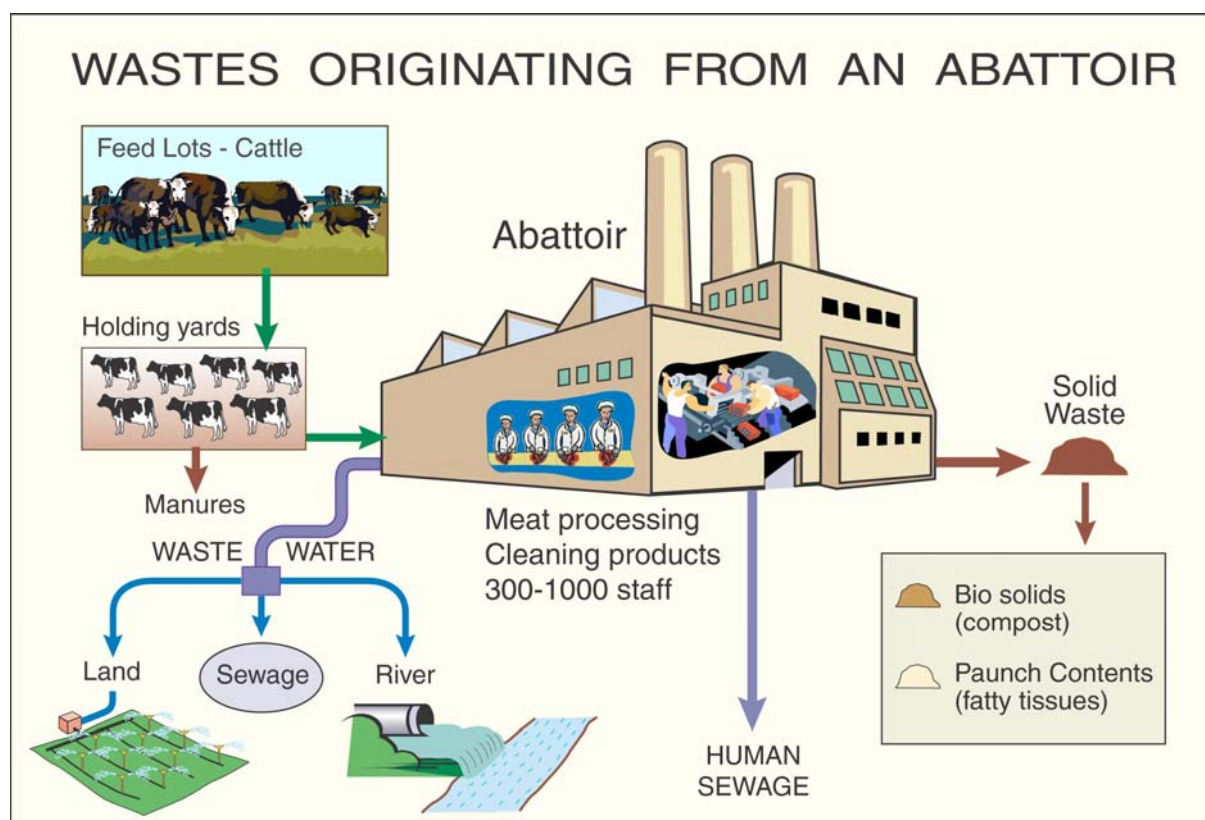 WASTES ORIGINATING FROM AN ABATTOIR
Feed Lots - Cattle
Abattoir
Holding yards
Solid
Waste
Manures
Meat processing
Cleaning products
300-1000 staff
WASTE WATER
Land
Sewage
River
Bio solids
(compost)
Paunch Contents
(fatty tissues)
HUMAN
SEWAGE